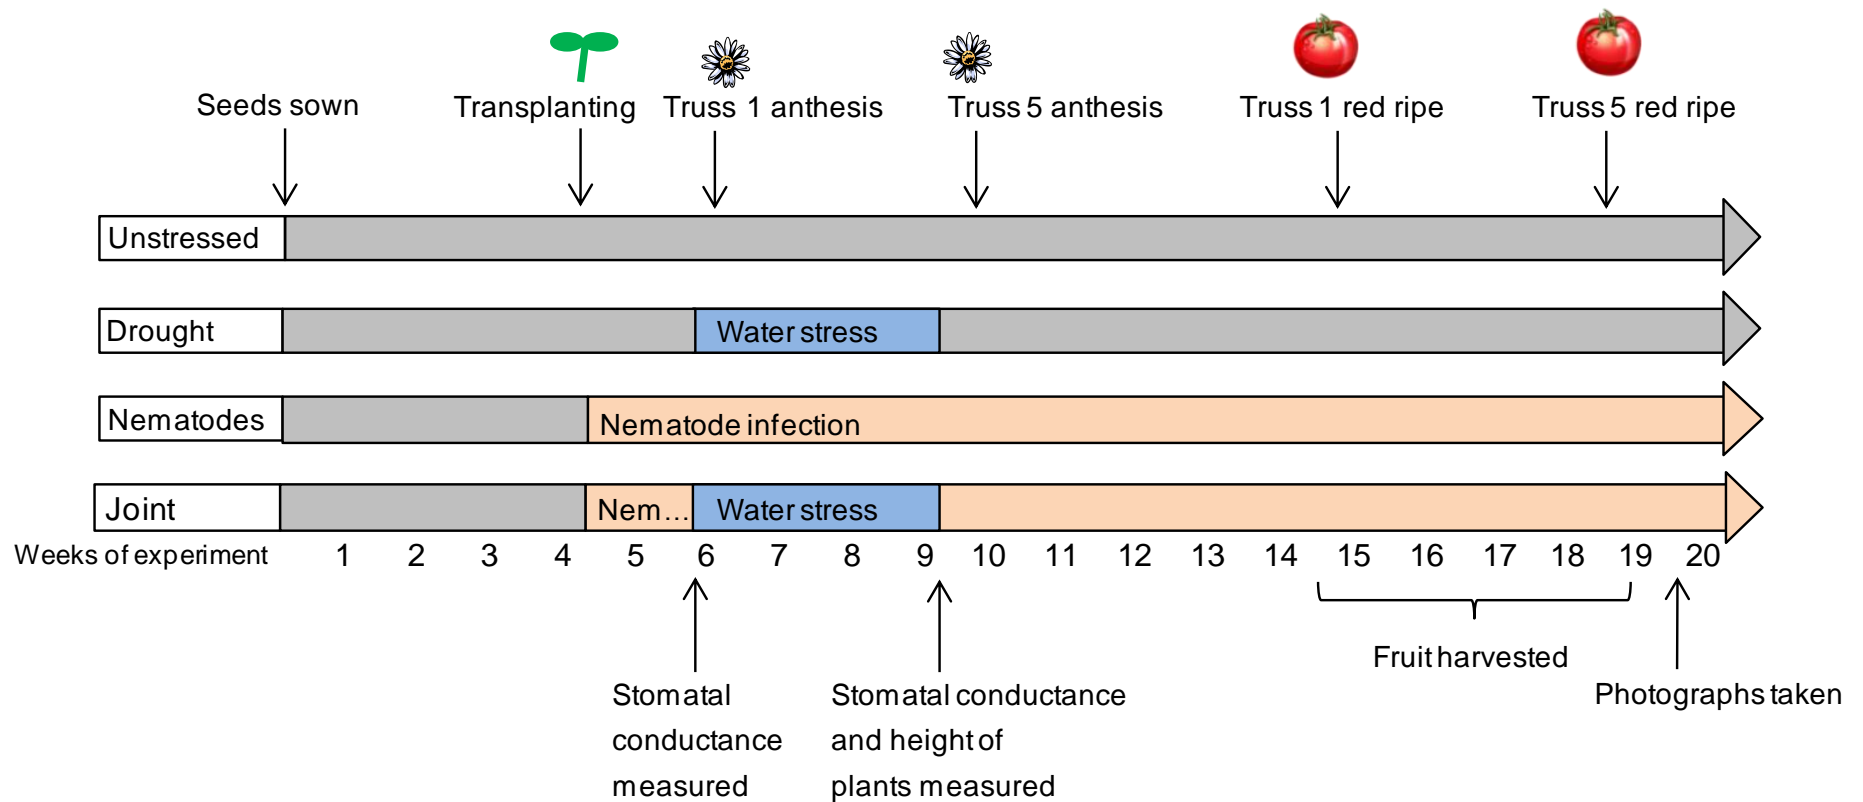 Seeds sown
Transplanting
Truss 1 anthesis
Truss 5 anthesis
Truss 1 red ripe
Truss 5 red ripe
Unstressed
Drought
Water stress
Nematodes
Nematode infection
Joint
Nem...
Water stress
Weeks of experiment 1 2 3 4 5 6 7 8 9 10 11 12 13 14 15 16 17 18 19 20
Stomatal
conductance
measured
Stomatal conductance
and height of
plants measured
Fruit harvested
Photographs taken